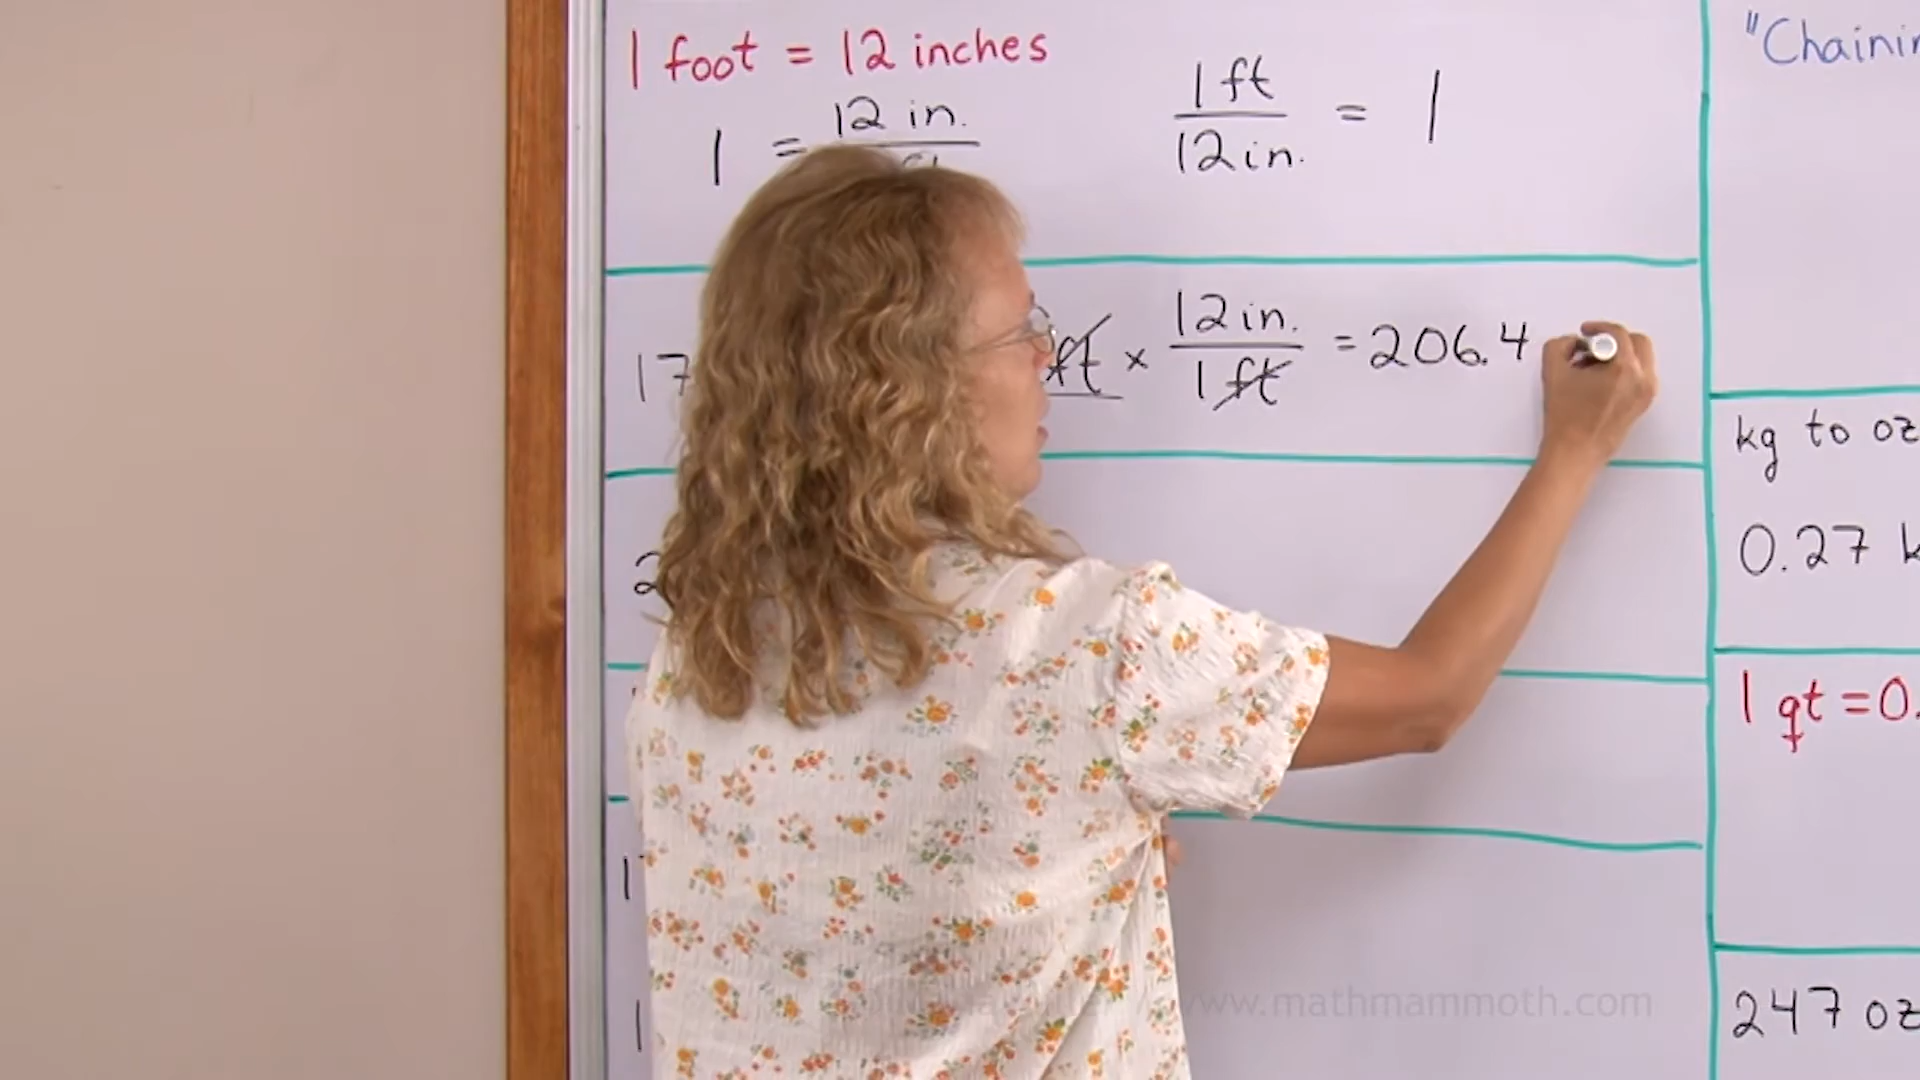 1 foot = 12 inches
1 = 12 in.
1 ft
12 in.
= 1
17
ft × 12 in.
1 ft
= 206.4
2
"Chainin
kg to oz
0.27 k
1 qt = 0.
247 oz
www.mathmammoth.com